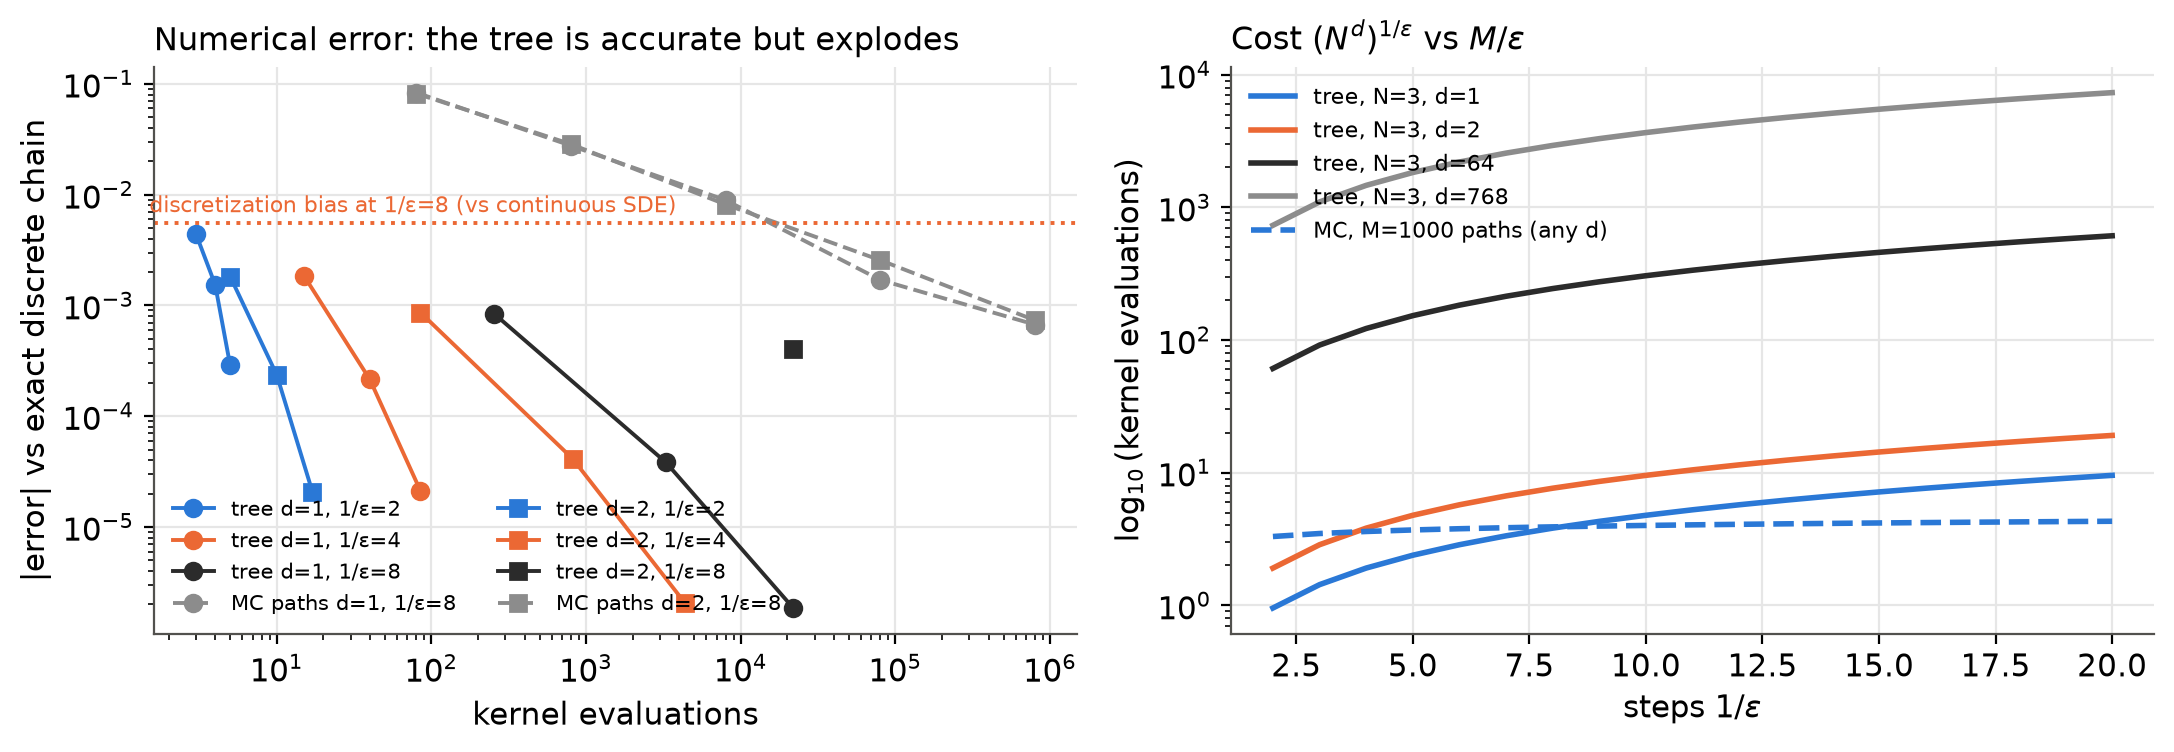 Numerical error: the tree is accurate but explodes
|error| vs exact discrete chain
10⁻¹
10⁻²
10⁻³
10⁻⁴
10⁻⁵
discretization bias at 1/ε=8 (vs continuous SDE)
tree d=1, 1/ε=2
tree d=1, 1/ε=4
tree d=1, 1/ε=8
MC paths d=1, 1/ε=8
tree d=2, 1/ε=2
tree d=2, 1/ε=4
tree d=2, 1/ε=8
MC paths d=2, 1/ε=8
10¹ 10² 10³ 10⁴ 10⁵ 10⁶
kernel evaluations
Cost (Nᵈ)¹ᐟᵋ vs M/ε
log₁₀(kernel evaluations)
10⁴
10³
10²
10¹
10⁰
tree, N=3, d=1
tree, N=3, d=2
tree, N=3, d=64
tree, N=3, d=768
MC, M=1000 paths (any d)
2.5 5.0 7.5 10.0 12.5 15.0 17.5 20.0
steps 1/ε